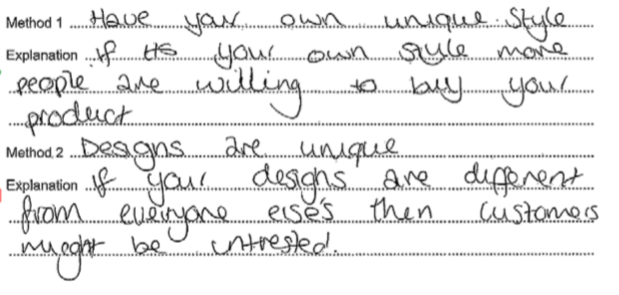 Method 1 Have your own unique style
Explanation if its your own style more
people are willing to buy your
product
Method 2 Designs are unique
Explanation If your designs are different
from everyone else's then customers
myght be intrested.